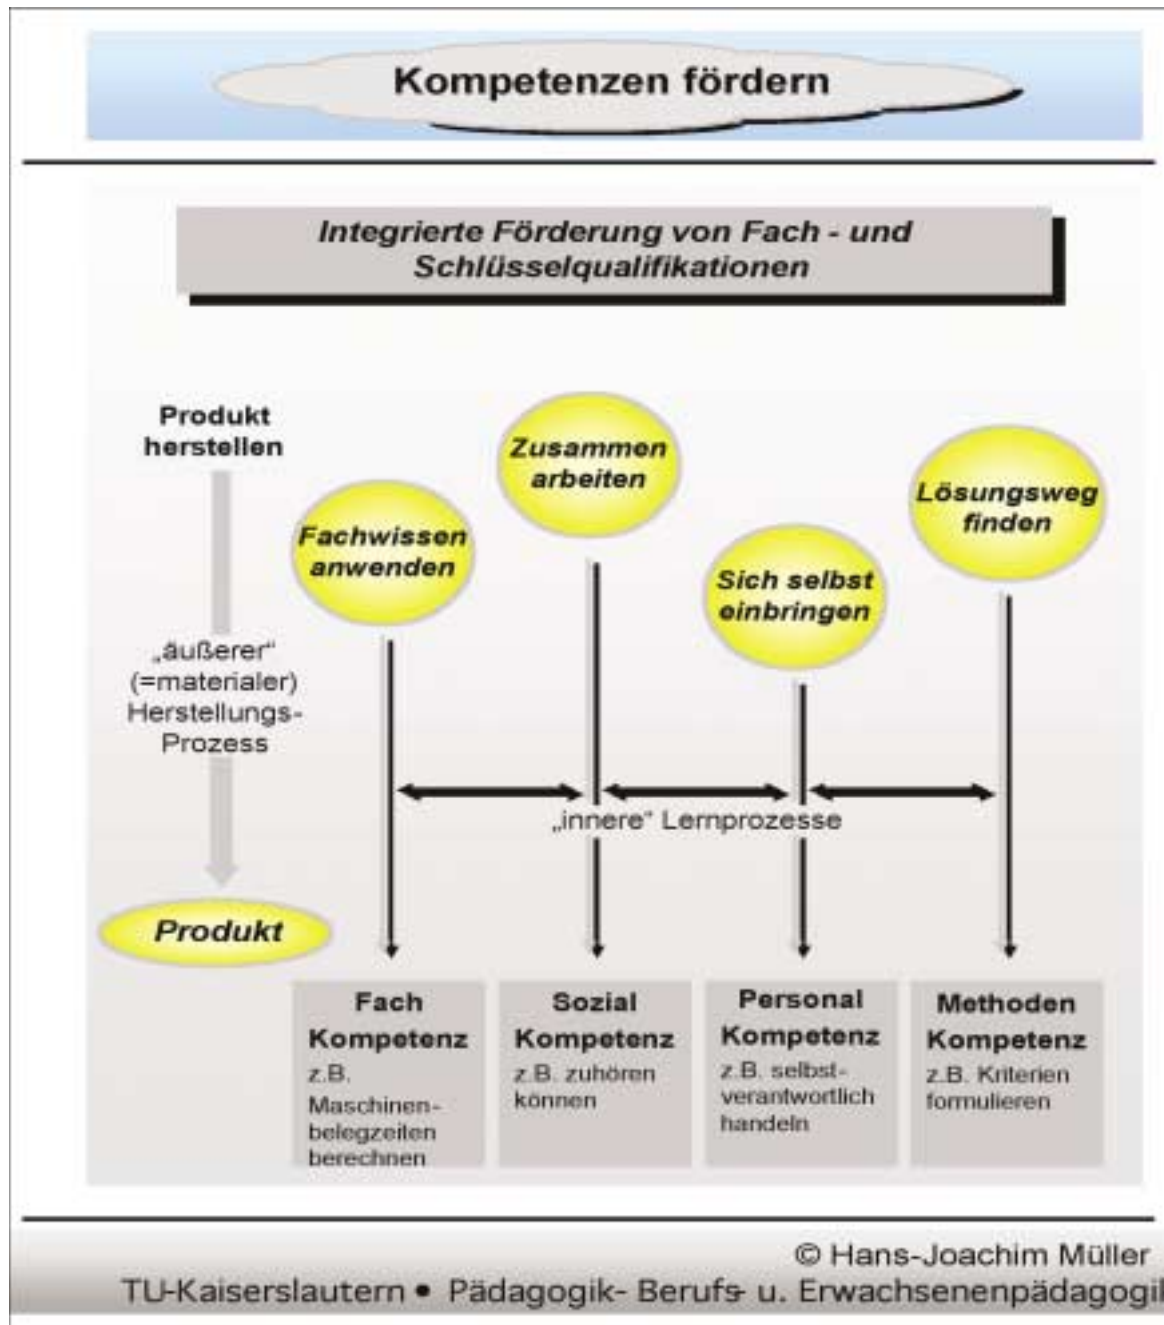 Kompetenzen fördern
Integrierte Förderung von Fach - und
Schlüsselqualifikationen
Produkt
herstellen
„äußerer“
(=materialer)
Herstellungs-
Prozess
Produkt
Fachwissen
anwenden
Zusammen
arbeiten
Sich selbst
einbringen
Lösungsweg
finden
„innere“ Lernprozesse
Fach
Kompetenz
z.B.
Maschinen-
belegzeiten
berechnen
Sozial
Kompetenz
z.B. zuhören
können
Personal
Kompetenz
z.B. selbst-
verantwortlich
handeln
Methoden
Kompetenz
z.B. Kriterien
formulieren
© Hans-Joachim Müller
TU-Kaiserslautern • Pädagogik- Berufs- u. Erwachsenenpädagogik